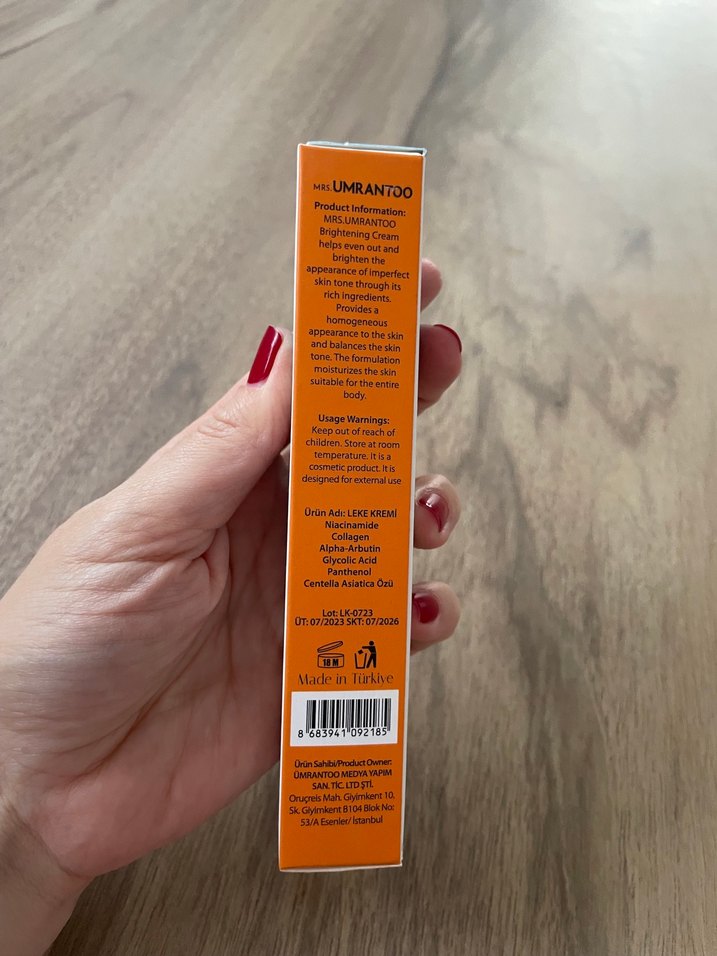 MRS.UMRANTOO
Product Information:
MRS.UMRANTOO
Brightening Cream
helps even out and
brighten the
appearance of imperfect
skin tone through its
rich ingredients.
Provides a
homogeneous
appearance to the skin
and balances the skin
tone. The formulation
moisturizes the skin
suitable for the entire
body.
Usage Warnings:
Keep out of reach of
children. Store at room
temperature. It is a
cosmetic product. It is
designed for external use
Ürün Adı: LEKE KREMİ
Niacinamide
Collagen
Alpha-Arbutin
Glycolic Acid
Panthenol
Centella Asiatica Özü
Lot: LK-0723
ÜT: 07/2023 SKT: 07/2026
18 M
Made in Türkiye
8 683941 092185
Ürün Sahibi/Product Owner:
ÜMRANTOO MEDYA YAPIM
SAN. TİC. LTD ŞTİ.
Oruçreis Mah. Giyimkent 10.
Sk. Giyimkent B104 Blok No:
53/A Esenler/ İstanbul